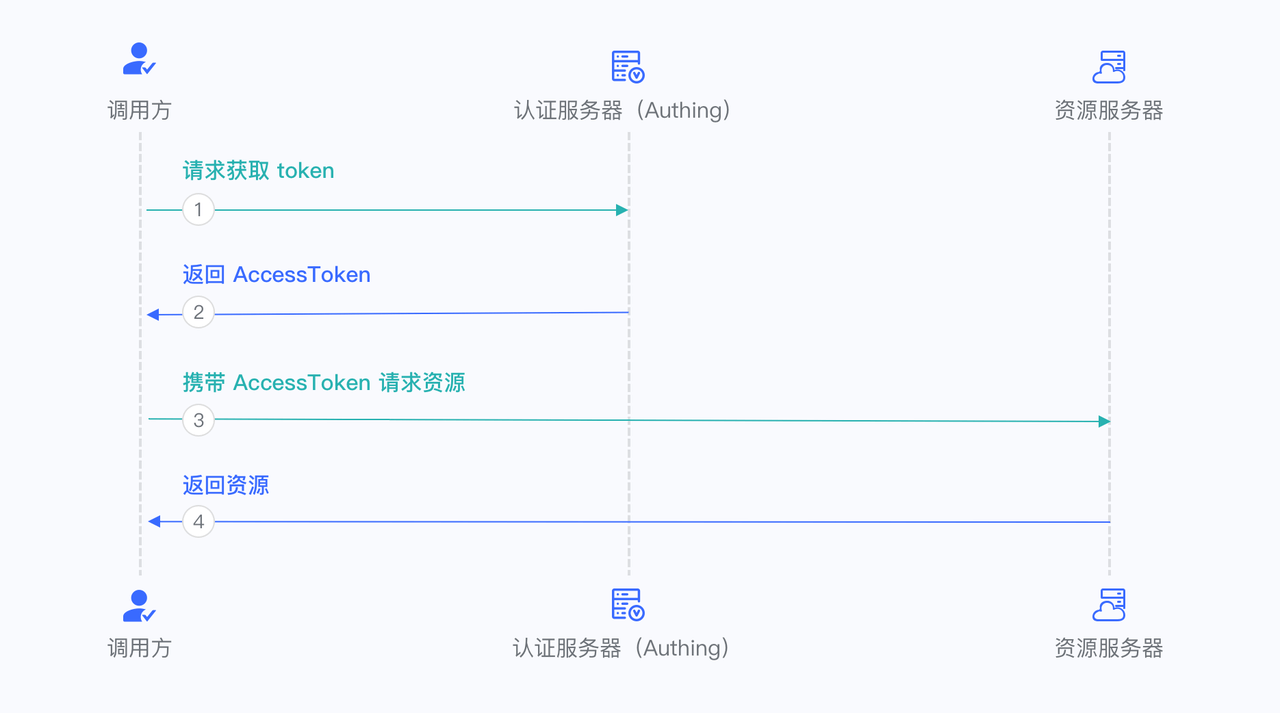 调用方
认证服务器（Authing）
资源服务器
请求获取 token
1
返回 AccessToken
2
携带 AccessToken 请求资源
3
返回资源
4
调用方
认证服务器（Authing）
资源服务器